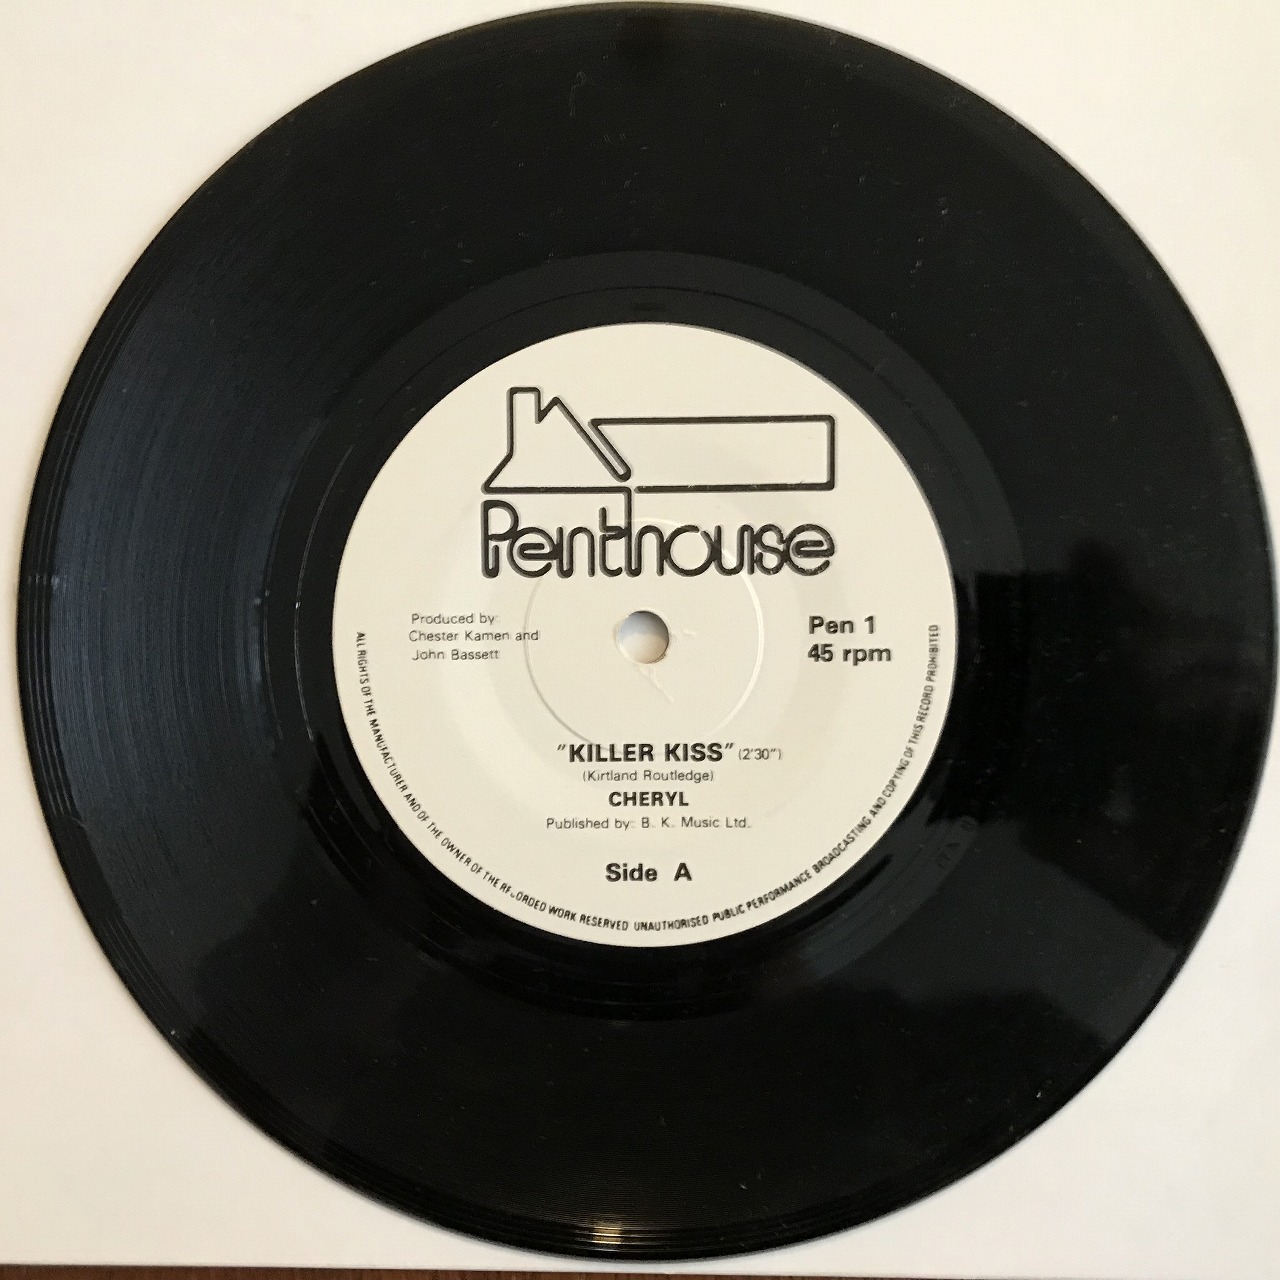 Penthouse
Produced by:
Chester Kamen and
John Bassett
Pen 1
45 rpm
"KILLER KISS" (2'30")
(Kirtland Routledge)
CHERYL
Published by: B. K. Music Ltd.
Side A
ALL RIGHTS OF THE MANUFACTURER AND OF THE OWNER OF THE RECORDED WORK RESERVED UNAUTHORISED PUBLIC PERFORMANCE BROADCASTING AND COPYING OF THIS RECORD PROHIBITED